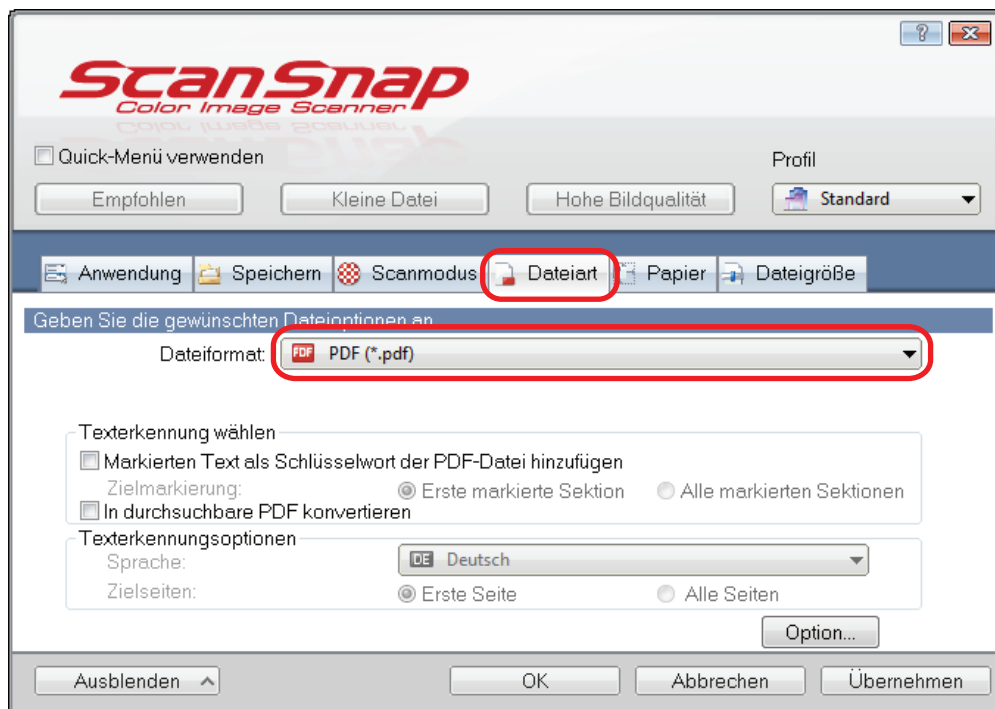 ScanSnap
Color Image Scanner
Quick-Menü verwenden
Profil
Empfohlen Kleine Datei Hohe Bildqualität Standard
Anwendung Speichern Scanmodus Dateiart Papier Dateigröße
Geben Sie die gewünschten Dateioptionen an
Dateiformat: PDF PDF (*.pdf)
Texterkennung wählen
Markierten Text als Schlüsselwort der PDF-Datei hinzufügen
Zielmarkierung: Erste markierte Sektion Alle markierten Sektionen
In durchsuchbare PDF konvertieren
Texterkennungsoptionen
Sprache: DE Deutsch
Zielseiten: Erste Seite Alle Seiten
Option...
Ausblenden OK Abbrechen Übernehmen